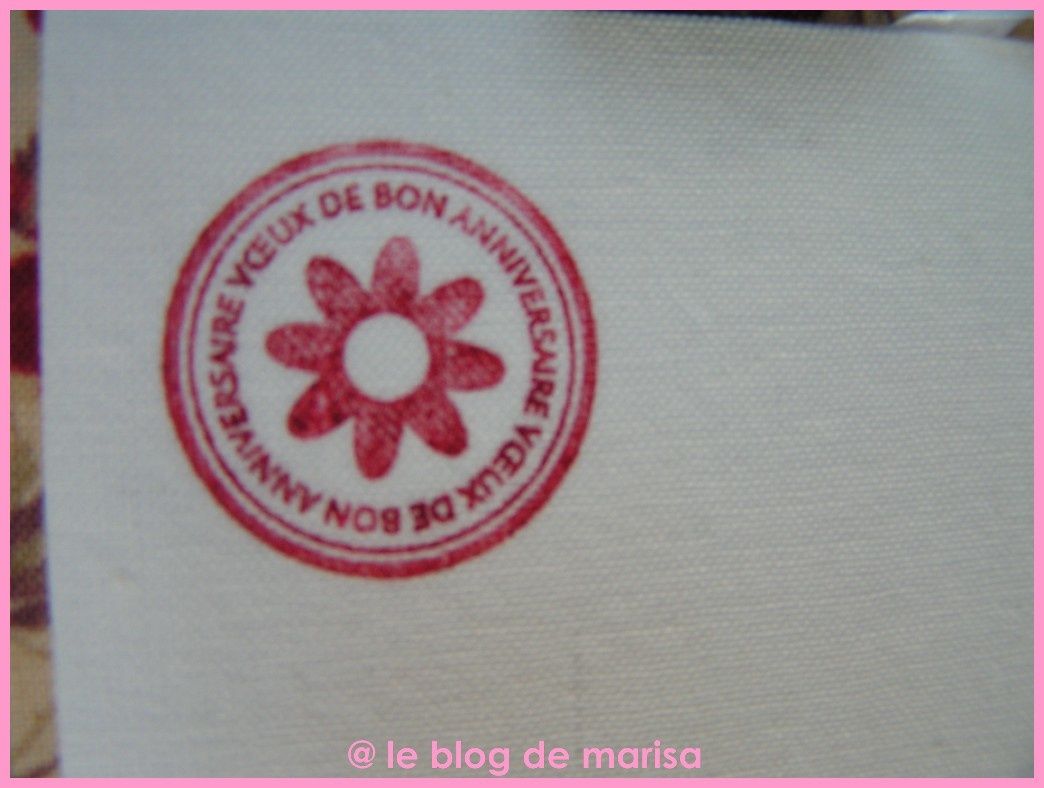 VŒUX DE BON ANNIVERSAIRE VŒUX DE BON ANNIVERSAIRE
@ le blog de marisa